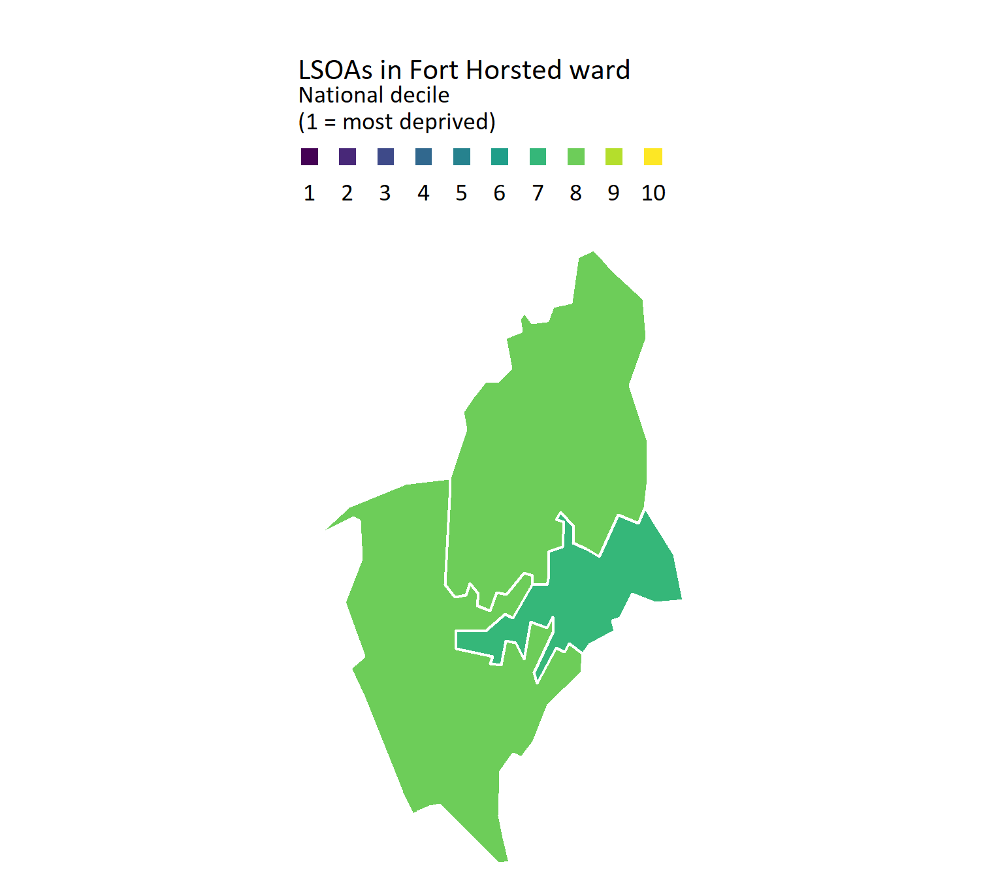 LSOAs in Fort Horsted ward
National decile
(1 = most deprived)
1 2 3 4 5 6 7 8 9 10